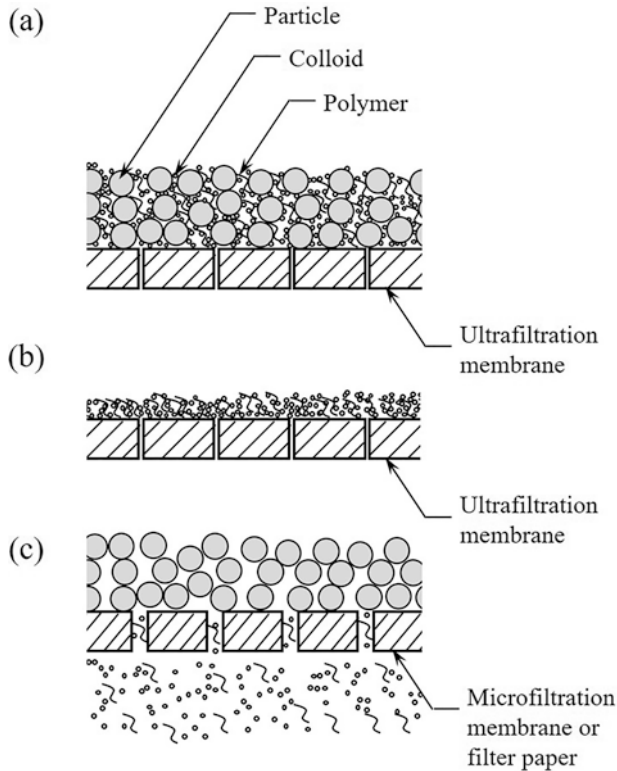 (a)
Particle
Colloid
Polymer
Ultrafiltration
membrane
(b)
Ultrafiltration
membrane
(c)
Microfiltration
membrane or
filter paper